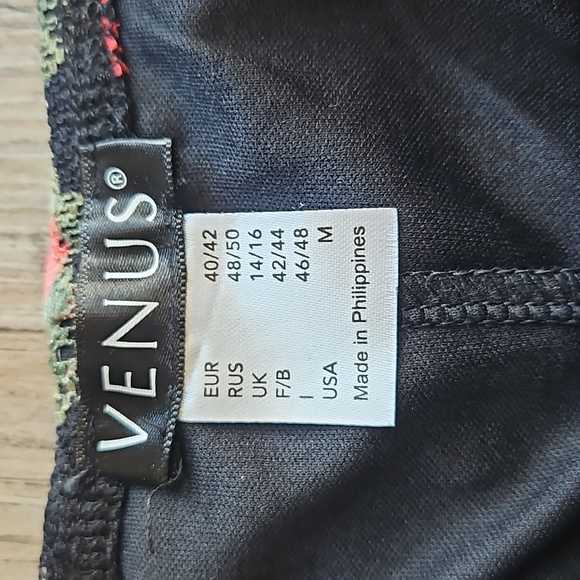 VENUS®
EUR 40/42
RUS 48/50
UK 14/16
F/B 42/44
I 46/48
USA M
Made in Philippines